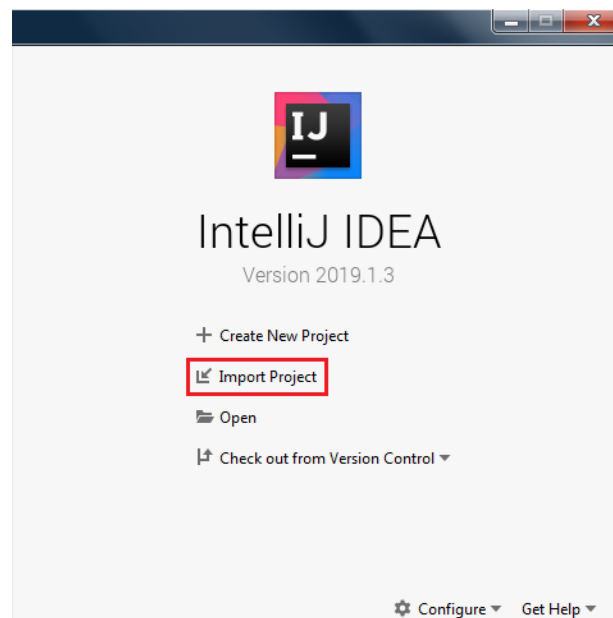 IJ
IntelliJ IDEA
Version 2019.1.3
Create New Project
Import Project
Open
Check out from Version Control
Configure Get Help